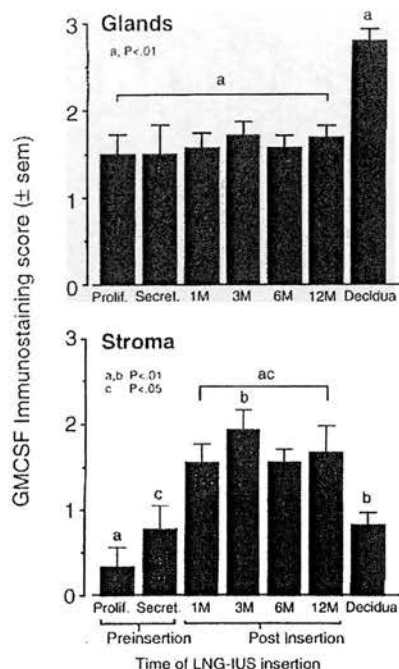 GMCSF Immunostaining score (± sem)
Glands
a, P<.01
a
a
3
2
1
0
Prolif. Secret. 1M 3M 6M 12M Decidua
Stroma
a,b P<.01
c P<.05
ac
b
c
a
b
3
2
1
0
Prolif. Secret. 1M 3M 6M 12M Decidua
Preinsertion Post Insertion
Time of LNG-IUS insertion